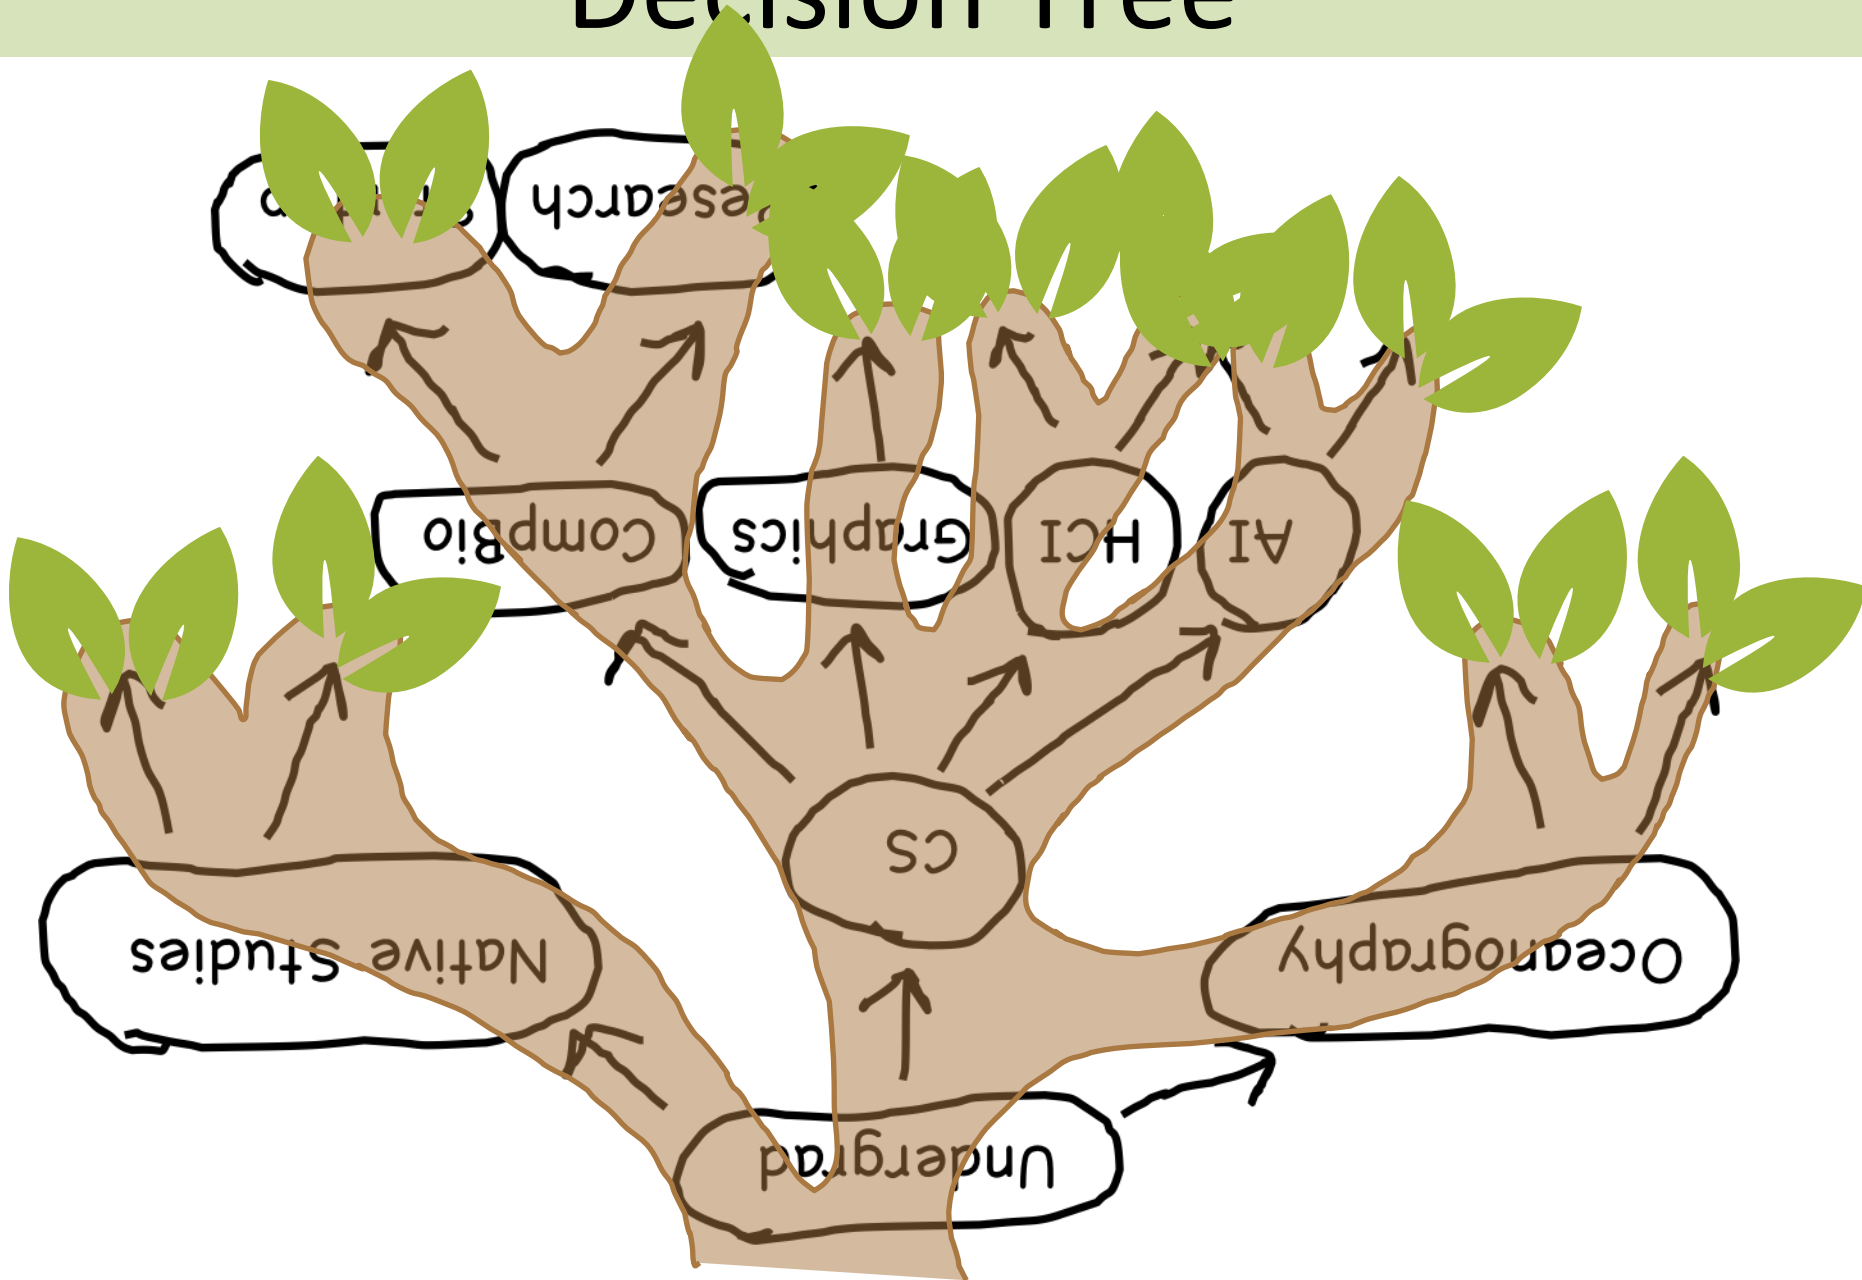 Decision Tree
Research
CompBio
Graphics
HCI
AI
CS
Native Studies
Oceanography
Undergrad